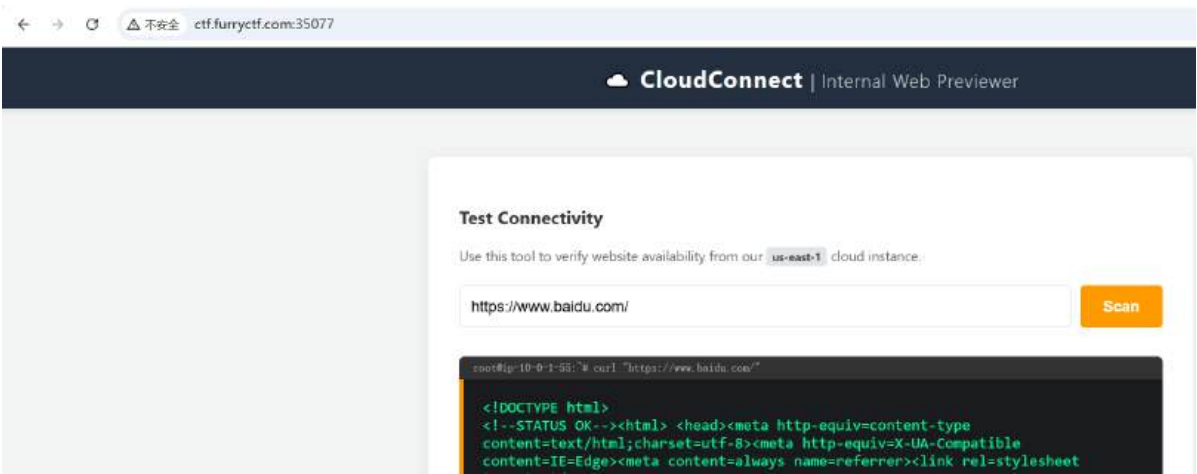 不安全 ctf.furryctf.com:35077
CloudConnect | Internal Web Previewer
Test Connectivity
Use this tool to verify website availability from our us-east-1 cloud instance.
https://www.baidu.com/ Scan
root#ip-10-0-1-55:~# curl "https://www.baidu.com/"
<!DOCTYPE html>
<!--STATUS OK--><html> <head><meta http-equiv=content-type
content=text/html;charset=utf-8><meta http-equiv=X-UA-Compatible
content=IE=Edge><meta content=always name=referrer><link rel=stylesheet